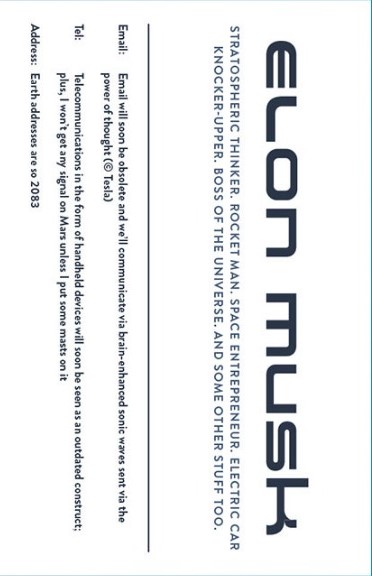 eLon musk
STRATOSPHERIC THINKER. ROCKET MAN. SPACE ENTREPRENEUR. ELECTRIC CAR
KNOCKER-UPPER. BOSS OF THE UNIVERSE. AND SOME OTHER STUFF TOO.
Email: Email will soon be obsolete and we'll communicate via brain-enhanced sonic waves sent via the
power of thought (© Tesla)
Tel: Telecommunications in the form of handheld devices will soon be seen as an outdated construct;
plus, I won't get any signal on Mars unless I put some masts on it
Address: Earth addresses are so 2083